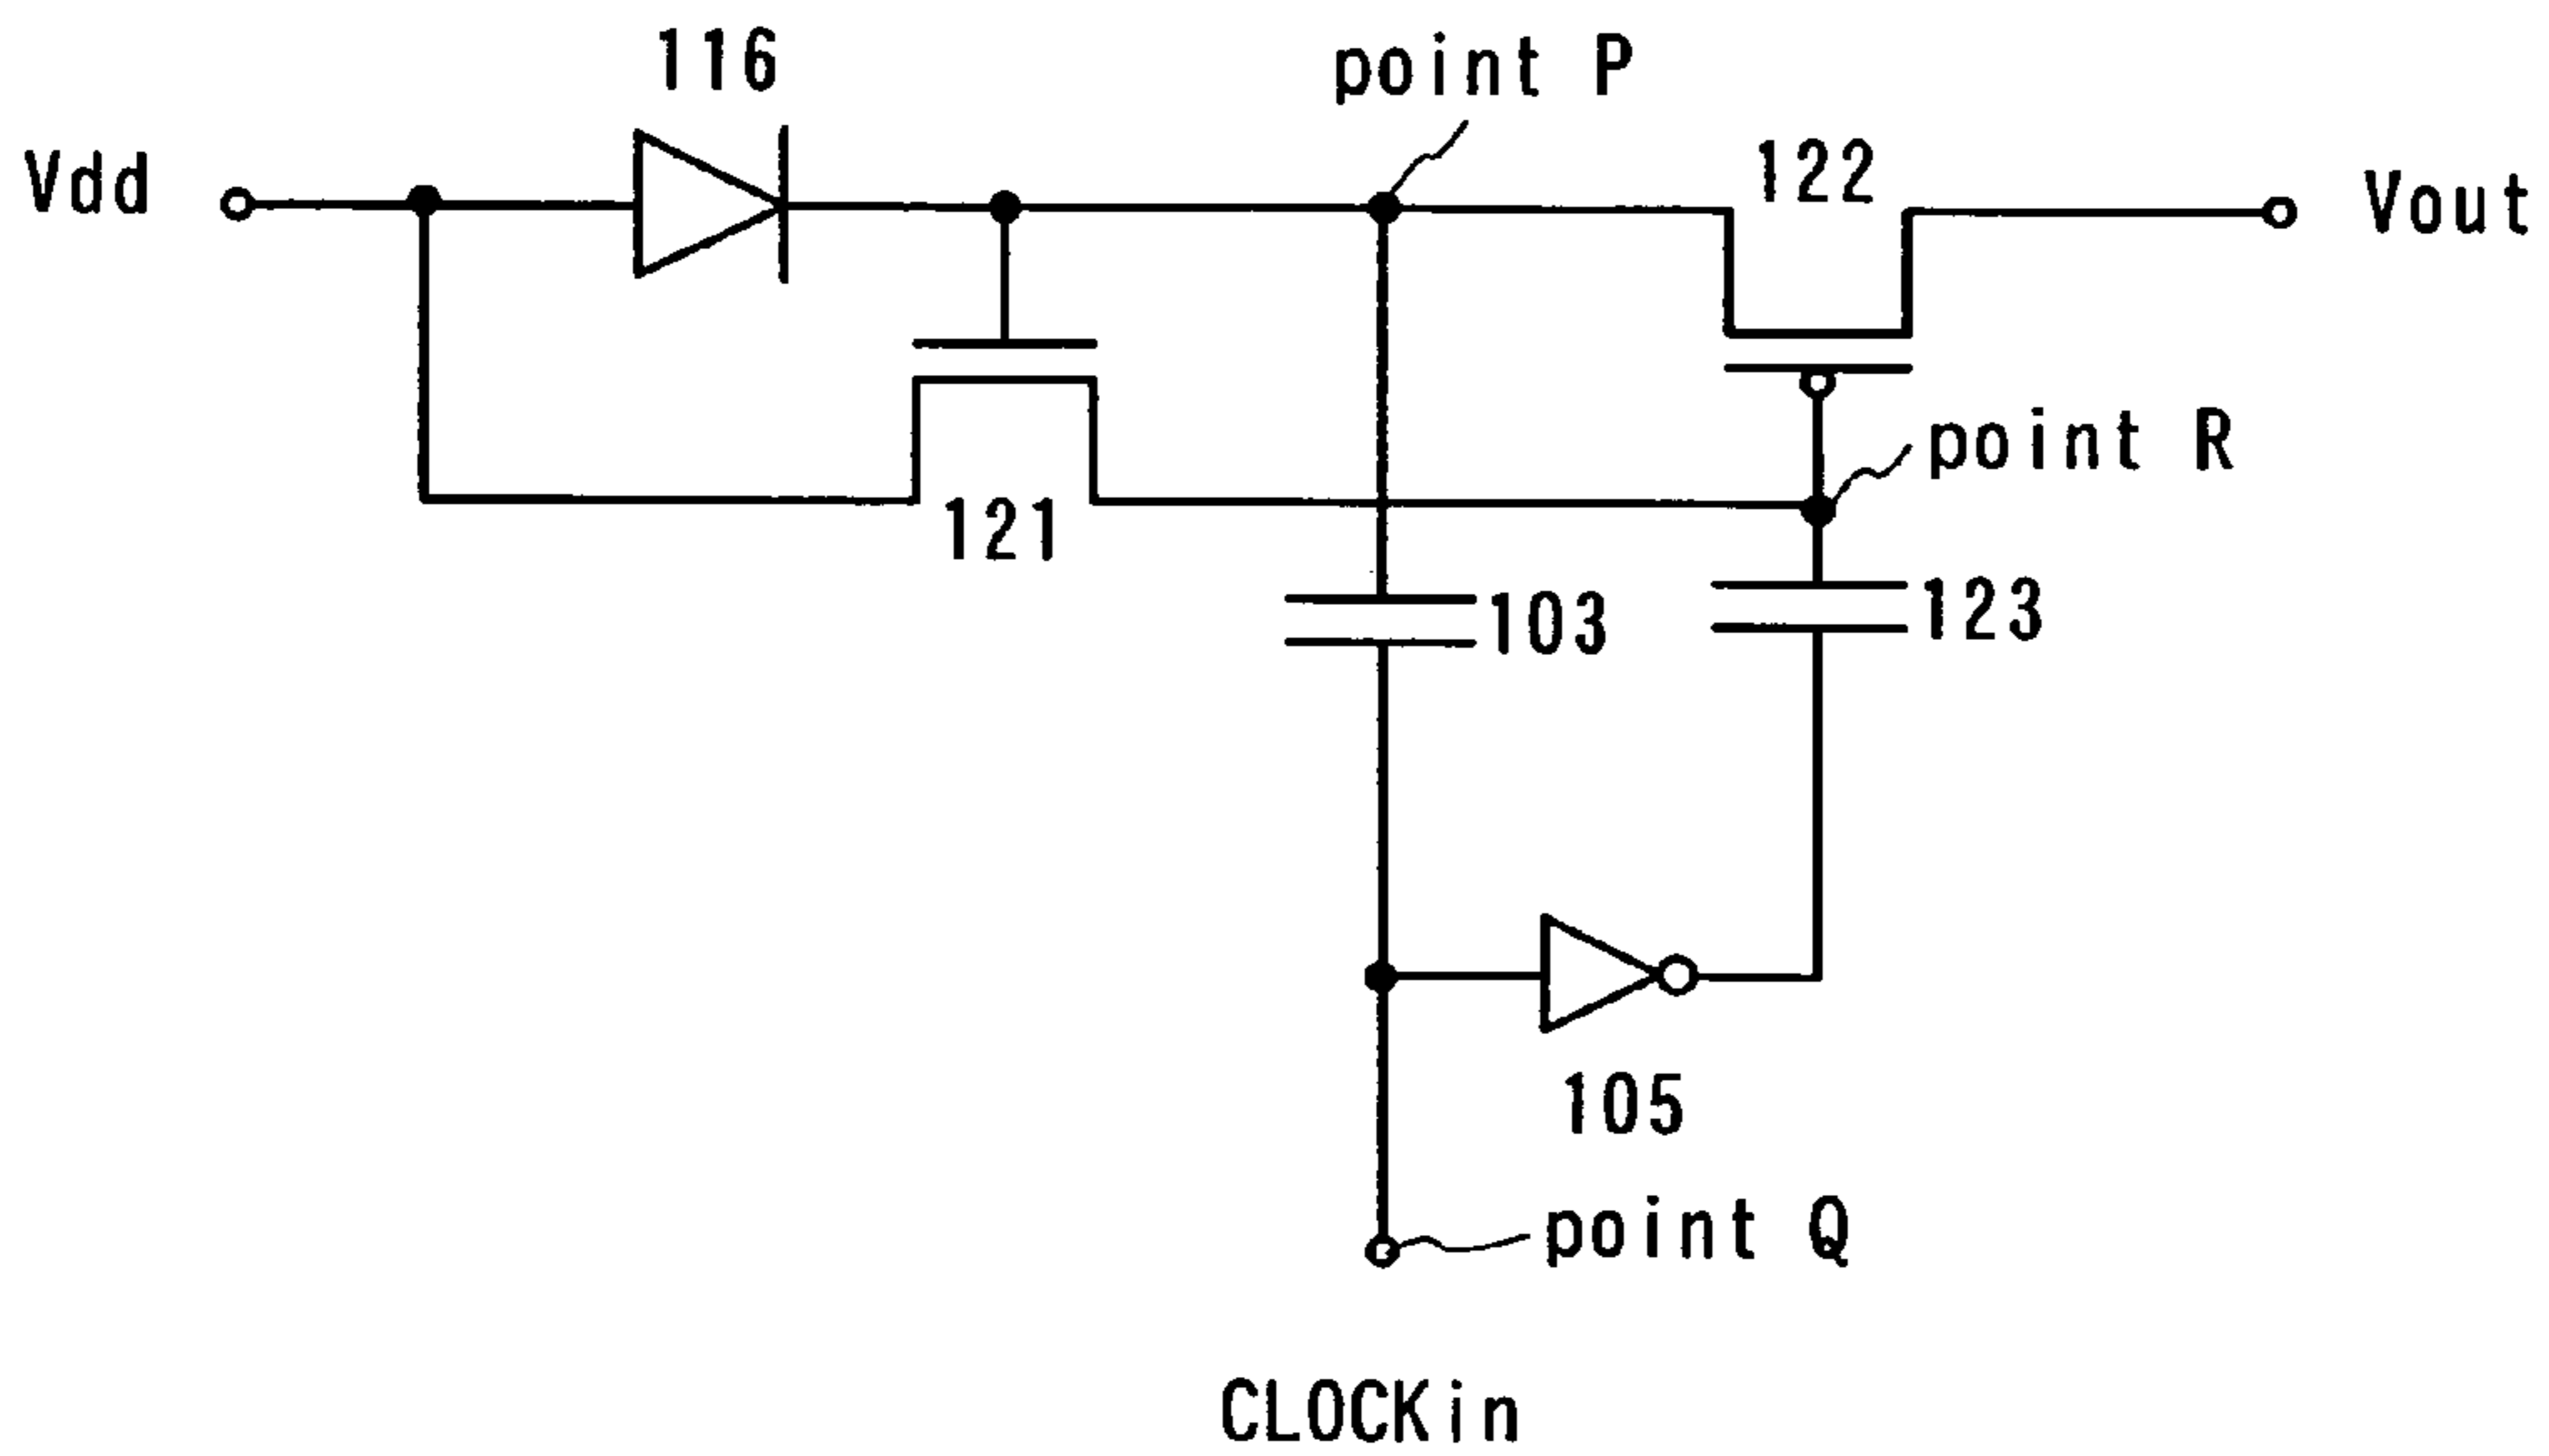 116
point P
Vdd
122
Vout
point R
121
103
123
105
point Q
CLOCKin